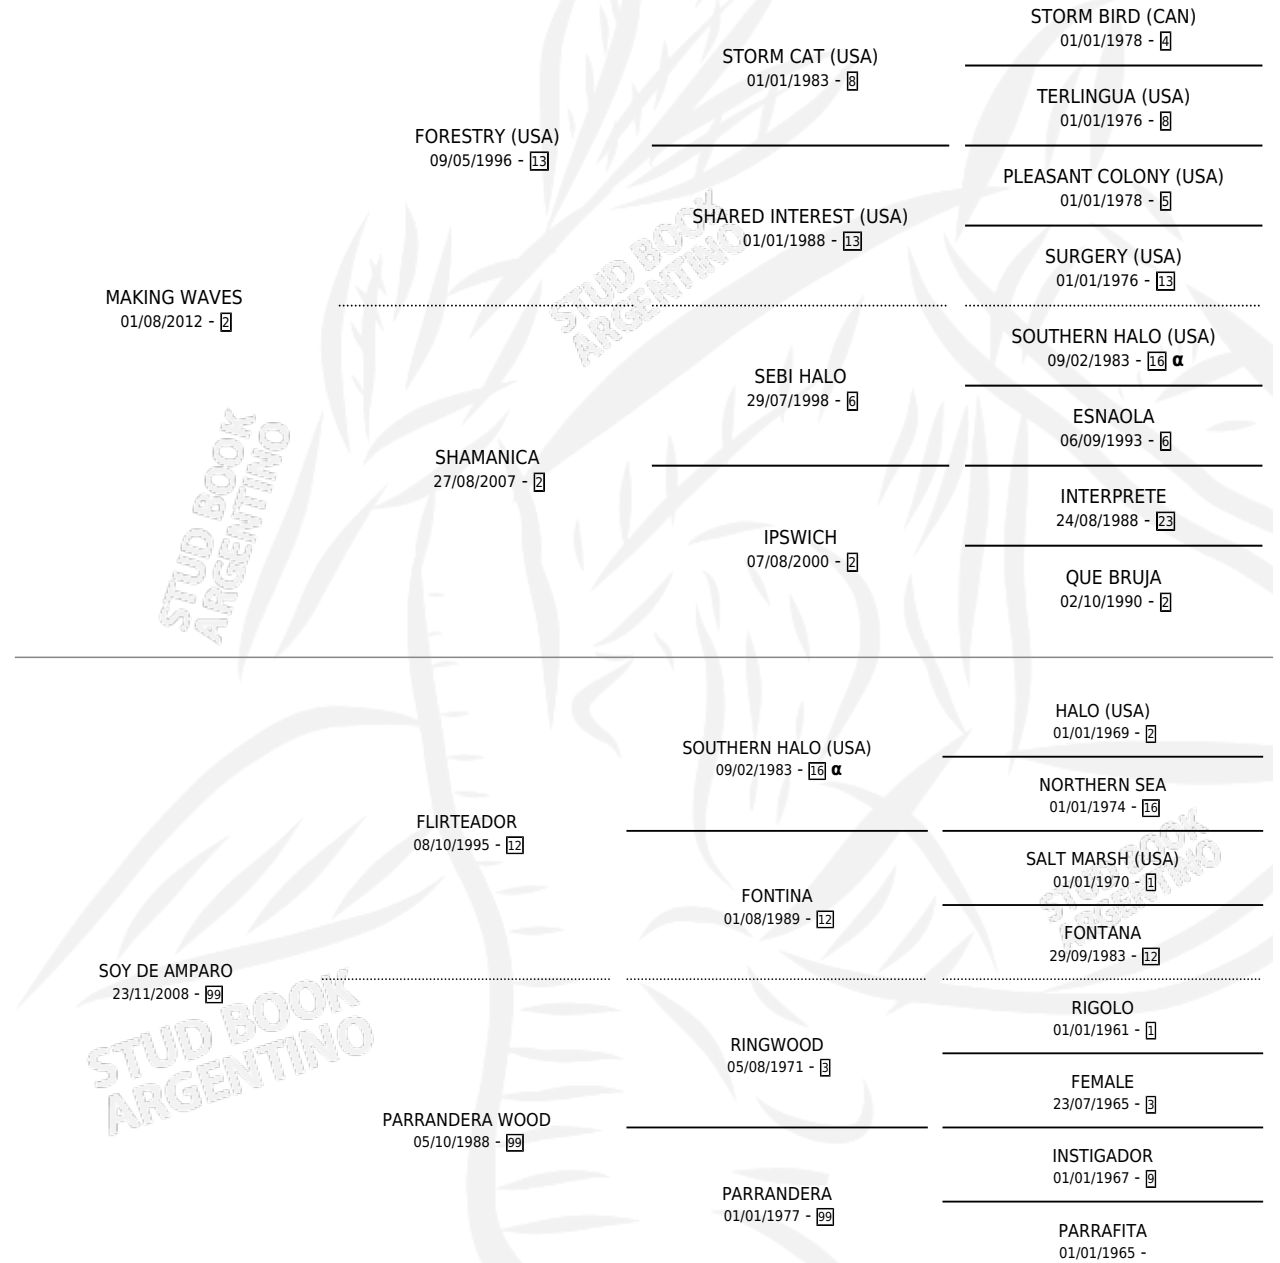 STORM BIRD (CAN)
01/01/1978 - 4
STORM CAT (USA)
01/01/1983 - 8
TERLINGUA (USA)
01/01/1976 - 8
FORESTRY (USA)
09/05/1996 - 13
PLEASANT COLONY (USA)
01/01/1978 - 5
SHARED INTEREST (USA)
01/01/1988 - 13
SURGERY (USA)
01/01/1976 - 13
MAKING WAVES
01/08/2012 - 2
STUD BOOK
ARGENTINO
SOUTHERN HALO (USA)
09/02/1983 - 16 α
SEBI HALO
29/07/1998 - 6
ESNAOLA
06/09/1993 - 6
SHAMANICA
27/08/2007 - 2
INTERPRETE
24/08/1988 - 23
IPSWICH
07/08/2000 - 2
QUE BRUJA
02/10/1990 - 2
STUD BOOK
ARGENTINO
HALO (USA)
01/01/1969 - 2
SOUTHERN HALO (USA)
09/02/1983 - 16 α
NORTHERN SEA
01/01/1974 - 16
FLIRTEADOR
08/10/1995 - 12
SALT MARSH (USA)
01/01/1970 - 1
FONTINA
01/08/1989 - 12
FONTANA
29/09/1983 - 12
STUD BOOK
ARGENTINO
SOY DE AMPARO
23/11/2008 - 99
RIGOLO
01/01/1961 - 1
RINGWOOD
05/08/1971 - 3
FEMALE
23/07/1965 - 3
STUD BOOK
ARGENTINO
PARRANDERA WOOD
05/10/1988 - 99
INSTIGADOR
01/01/1967 - 9
PARRANDERA
01/01/1977 - 99
PARRAFITA
01/01/1965 -